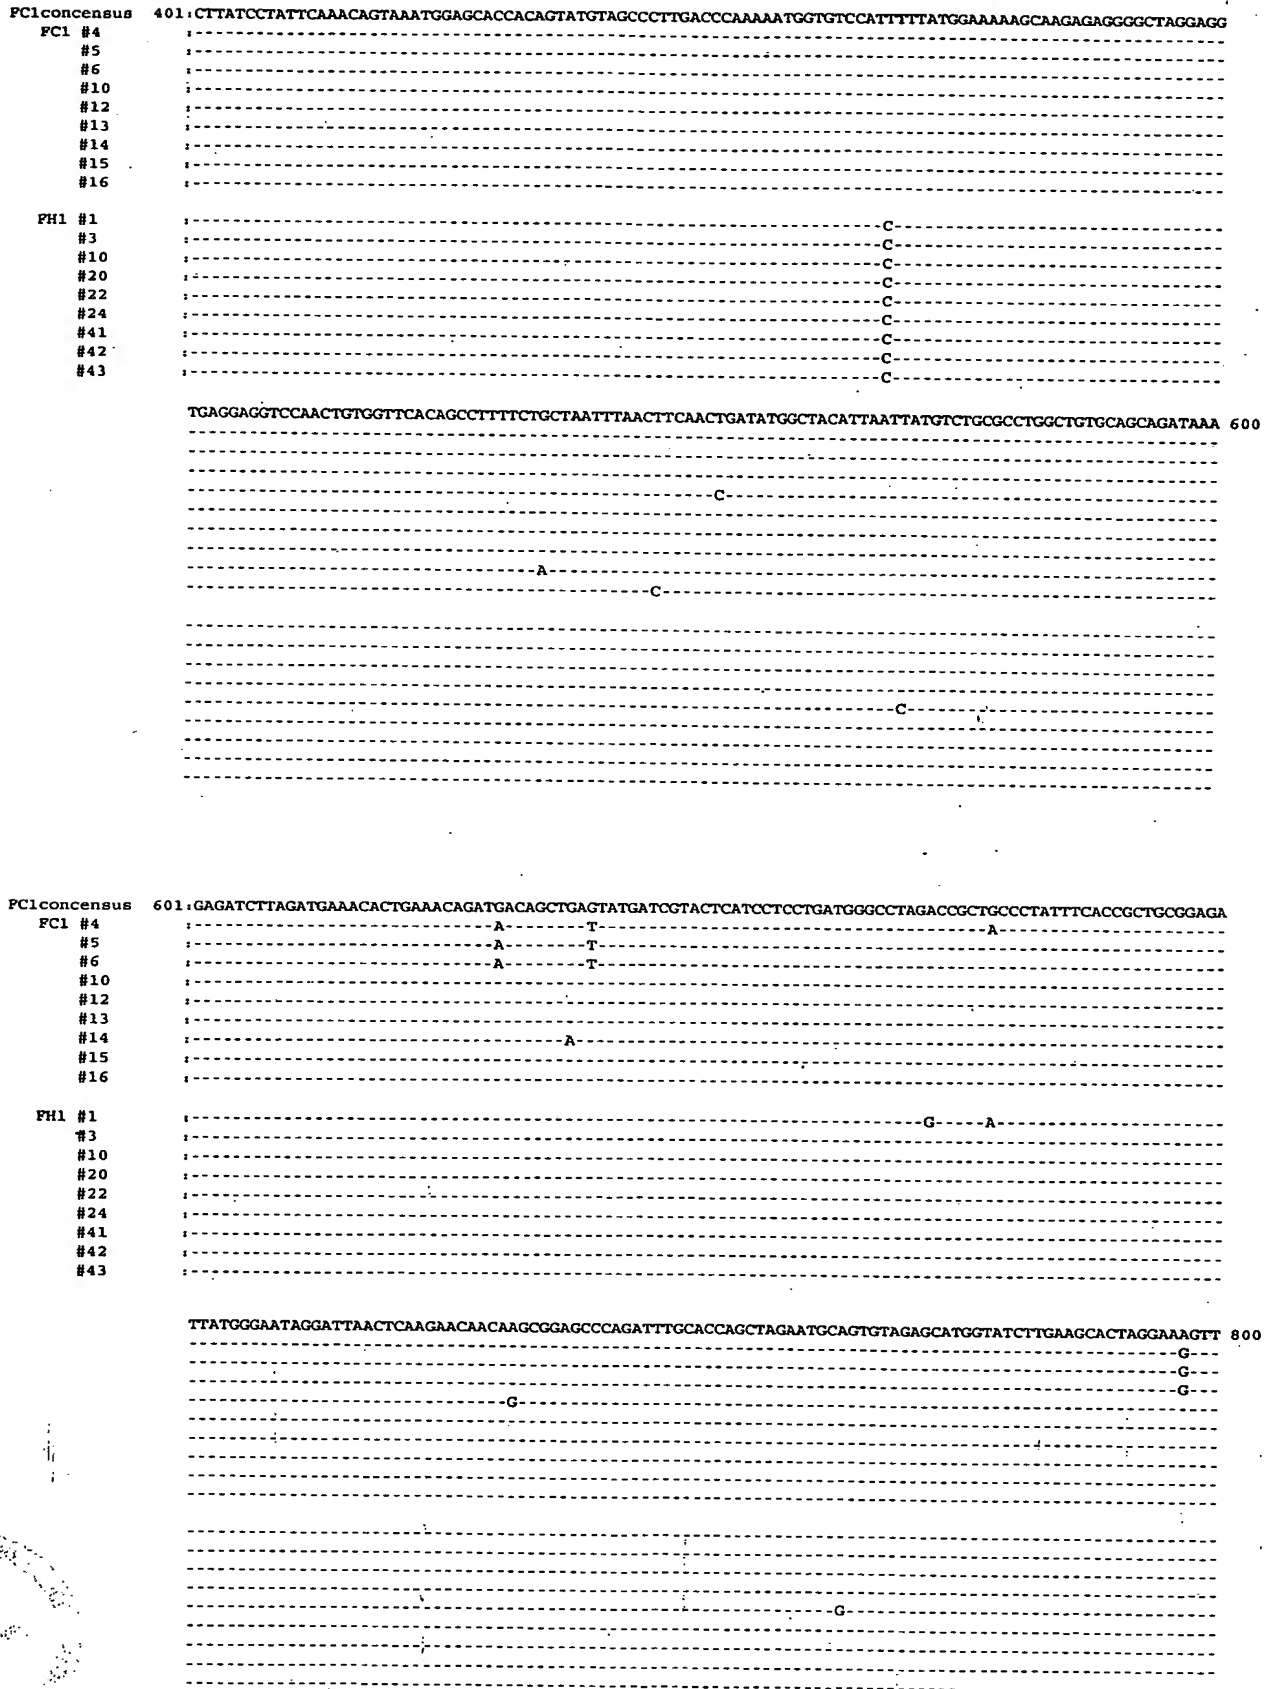 FC1concensus 401:CTTATCCTATTCAAACAGTAAATGGAGCACCACAGTATGTAGCCCTTGACCCAAAAATGGTGTCCATTTTTATGGAAAAAGCAAGAGAGGGGCTAGGAGG
FC1 #4 :----
#5 :----
#6 :----
#10 :----
#12 :----
#13 :----
#14 :----
#15 :----
#16 :----
FH1 #1 :----C----
#3 :----C----
#10 :----C----
#20 :----C----
#22 :----C----
#24 :----C----
#41 :----C----
#42 :----C----
#43 :----C----
TGAGGAGGTCCAACTGTGGTTCACAGCCTTTTCTGCTAATTTAACTTCAACTGATATGGCTACATTAATTATGTCTGCGCCTGGCTGTGCAGCAGATAAA 600
----
----
----
----C----
----
----
----
----A----
----C----
----
----
----
----
----C----
----
----
----
----
FC1concensus 601:GAGATCTTAGATGAAACACTGAAACAGATGACAGCTGAGTATGATCGTACTCATCCTCCTGATGGGCCTAGACCGCTGCCCTATTTCACCGCTGCGGAGA
FC1 #4 :----A--------T----A----
#5 :----A--------T----
#6 :----A--------T----
#10 :----
#12 :----
#13 :----
#14 :----A----
#15 :----
#16 :----
FH1 #1 :----G-----A----
#3 :----
#10 :----
#20 :----
#22 :----
#24 :----
#41 :----
#42 :----
#43 :----
TTATGGGAATAGGATTAACTCAAGAACAACAAGCGGAGCCCAGATTTGCACCAGCTAGAATGCAGTGTAGAGCATGGTATCTTGAAGCACTAGGAAAGTT 800
----G---
----G---
----G---
----G----
----
----
----
----
----
----
----
----
----
----G----
----
----
----
----